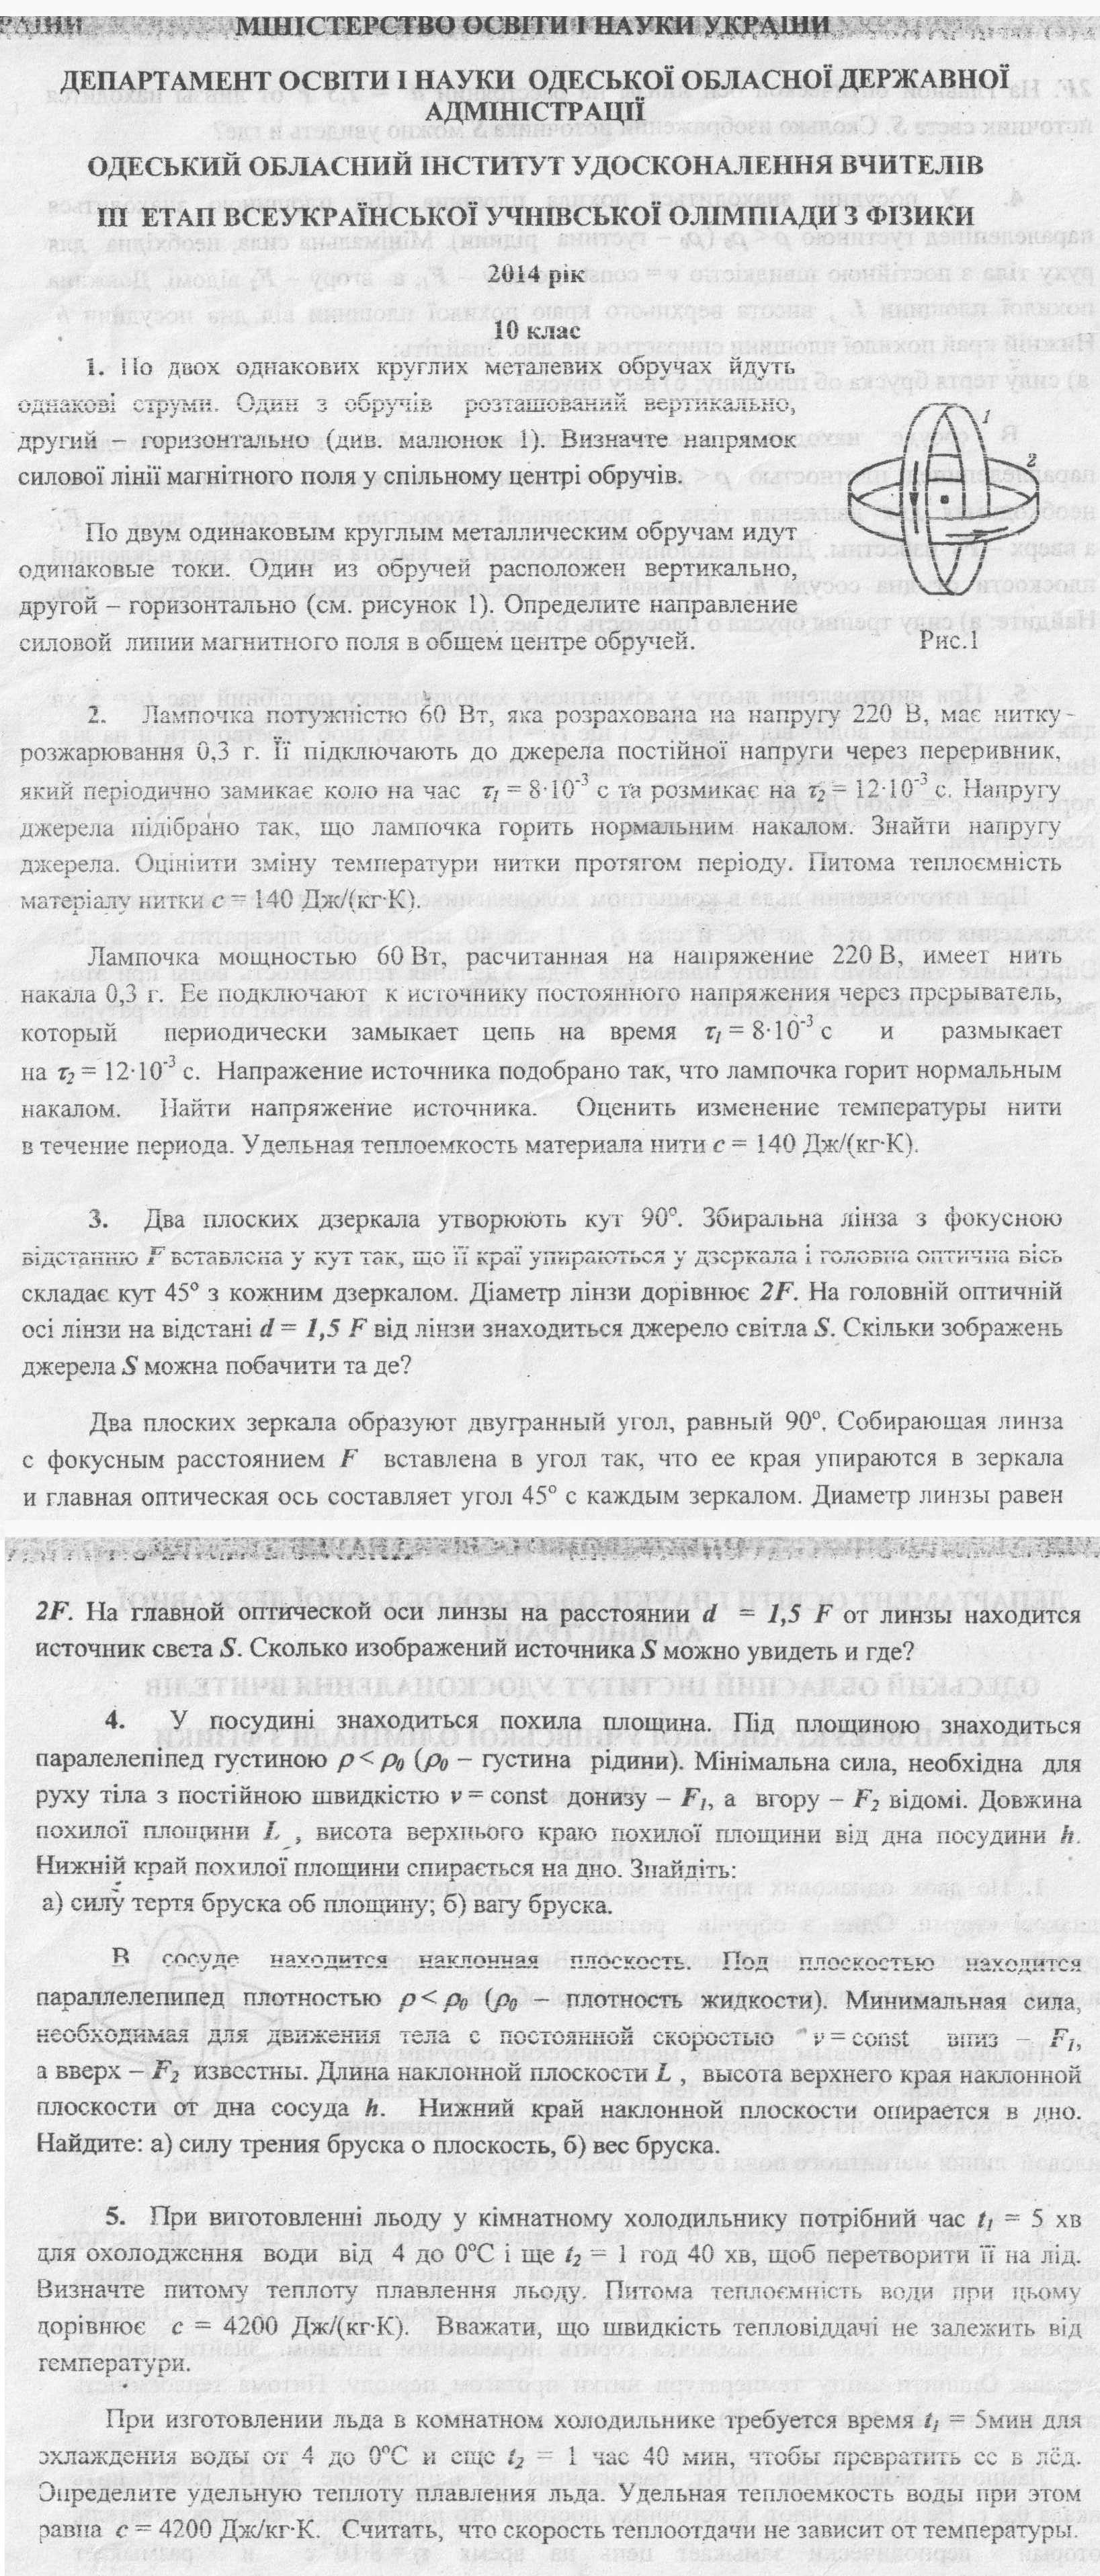 МІНІСТЕРСТВО ОСВІТИ І НАУКИ УКРАЇНИ
ДЕПАРТАМЕНТ ОСВІТИ І НАУКИ ОДЕСЬКОЇ ОБЛАСНОЇ ДЕРЖАВНОЇ
АДМІНІСТРАЦІЇ
ОДЕСЬКИЙ ОБЛАСНИЙ ІНСТИТУТ УДОСКОНАЛЕННЯ ВЧИТЕЛІВ
ІІІ ЕТАП ВСЕУКРАЇНСЬКОЇ УЧНІВСЬКОЇ ОЛІМПІАДИ З ФІЗИКИ
2014 рік
10 клас
1. По двох однакових круглих металевих обручах йдуть
однакові струми. Один з обручів розташований вертикально,
другий – горизонтально (див. малюнок 1). Визначте напрямок
силової лінії магнітного поля у спільному центрі обручів.
1
2
По двум одинаковым круглым металлическим обручам идут
одинаковые токи. Один из обручей расположен вертикально,
другой – горизонтально (см. рисунок 1). Определите направление
силовой линии магнитного поля в общем центре обручей.
Рис.1
2. Лампочка потужністю 60 Вт, яка розрахована на напругу 220 В, має нитку
розжарювання 0,3 г. Її підключають до джерела постійної напруги через переривник,
який періодично замикає коло на час τ₁ = 8·10⁻³ с та розмикає на τ₂ = 12·10⁻³ с. Напругу
джерела підібрано так, що лампочка горить нормальним накалом. Знайти напругу
джерела. Оцініити зміну температури нитки протягом періоду. Питома теплоємність
матеріалу нитки c = 140 Дж/(кг·К).
Лампочка мощностью 60 Вт, расчитанная на напряжение 220 В, имеет нить
накала 0,3 г. Ее подключают к источнику постоянного напряжения через прерыватель,
который периодически замыкает цепь на время τ₁ = 8·10⁻³ с и размыкает
на τ₂ = 12·10⁻³ с. Напряжение источника подобрано так, что лампочка горит нормальным
накалом. Найти напряжение источника. Оценить изменение температуры нити
в течение периода. Удельная теплоемкость материала нити c = 140 Дж/(кг·К).
3. Два плоских дзеркала утворюють кут 90°. Збиральна лінза з фокусною
відстанню F вставлена у кут так, що її краї упираються у дзеркала і головна оптична вісь
складає кут 45° з кожним дзеркалом. Діаметр лінзи дорівнює 2F. На головній оптичній
осі лінзи на відстані d = 1,5 F від лінзи знаходиться джерело світла S. Скільки зображень
джерела S можна побачити та де?
Два плоских зеркала образуют двугранный угол, равный 90°. Собирающая линза
с фокусным расстоянием F вставлена в угол так, что ее края упираются в зеркала
и главная оптическая ось составляет угол 45° с каждым зеркалом. Диаметр линзы равен
2F. На главной оптической оси линзы на расстоянии d = 1,5 F от линзы находится
источник света S. Сколько изображений источника S можно увидеть и где?
4. У посудині знаходиться похила площина. Під площиною знаходиться
паралелепіпед густиною ρ < ρ₀ (ρ₀ – густина рідини). Мінімальна сила, необхідна для
руху тіла з постійною швидкістю v = const донизу – F₁, а вгору – F₂ відомі. Довжина
похилої площини L , висота верхнього краю похилої площини від дна посудини h.
Нижній край похилої площини спирається на дно. Знайдіть:
а) силу тертя бруска об площину; б) вагу бруска.
В сосуде находится наклонная плоскость. Под плоскостью находится
параллелепипед плотностью ρ < ρ₀ (ρ₀ – плотность жидкости). Минимальная сила,
необходимая для движения тела с постоянной скоростью v = const вниз – F₁,
а вверх – F₂ известны. Длина наклонной плоскости L , высота верхнего края наклонной
плоскости от дна сосуда h. Нижний край наклонной плоскости опирается в дно.
Найдите: а) силу трения бруска о плоскость, б) вес бруска.
5. При виготовленні льоду у кімнатному холодильнику потрібний час t₁ = 5 хв
для охолодження води від 4 до 0°С і ще t₂ = 1 год 40 хв, щоб перетворити її на лід.
Визначте питому теплоту плавлення льоду. Питома теплоємність води при цьому
дорівнює c = 4200 Дж/(кг·К). Вважати, що швидкість тепловіддачі не залежить від
температури.
При изготовлении льда в комнатном холодильнике требуется время t₁ = 5мин для
охлаждения воды от 4 до 0°С и еще t₂ = 1 час 40 мин, чтобы превратить ее в лёд.
Определите удельную теплоту плавления льда. Удельная теплоемкость воды при этом
равна c = 4200 Дж/кг·К. Считать, что скорость теплоотдачи не зависит от температуры.